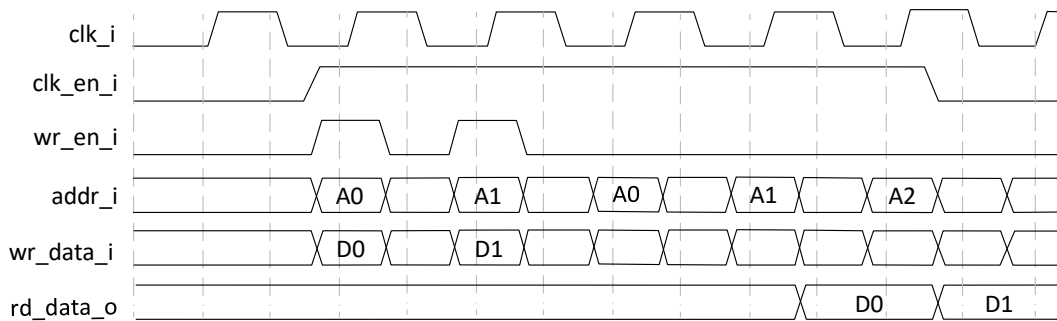 clk_i
clk_en_i
wr_en_i
addr_i A0 A1 A0 A1 A2
wr_data_i D0 D1
rd_data_o D0 D1